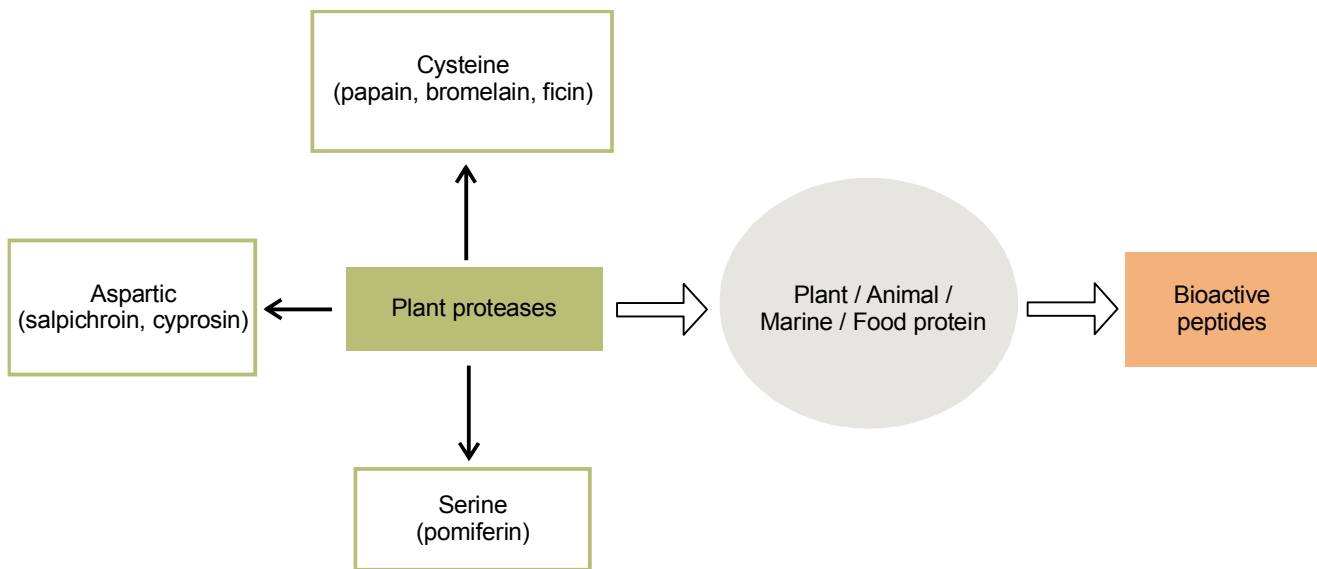 Cysteine
(papain, bromelain, ficin)
Aspartic
(salpichroin, cyprosin)
Plant proteases
Plant / Animal /
Marine / Food protein
Bioactive
peptides
Serine
(pomiferin)